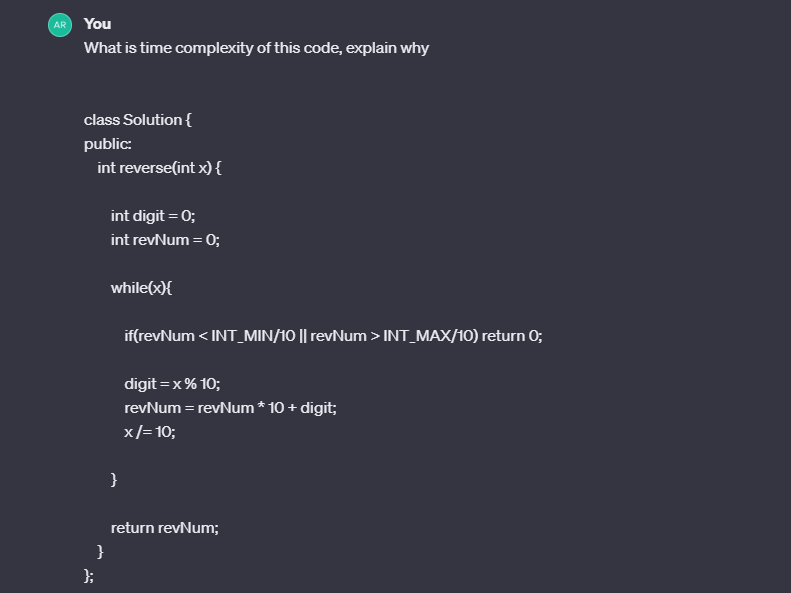 AR You
What is time complexity of this code, explain why
class Solution {
public:
int reverse(int x) {
int digit = 0;
int revNum = 0;
while(x){
if(revNum < INT_MIN/10 || revNum > INT_MAX/10) return 0;
digit = x % 10;
revNum = revNum * 10 + digit;
x /= 10;
}
return revNum;
}
};